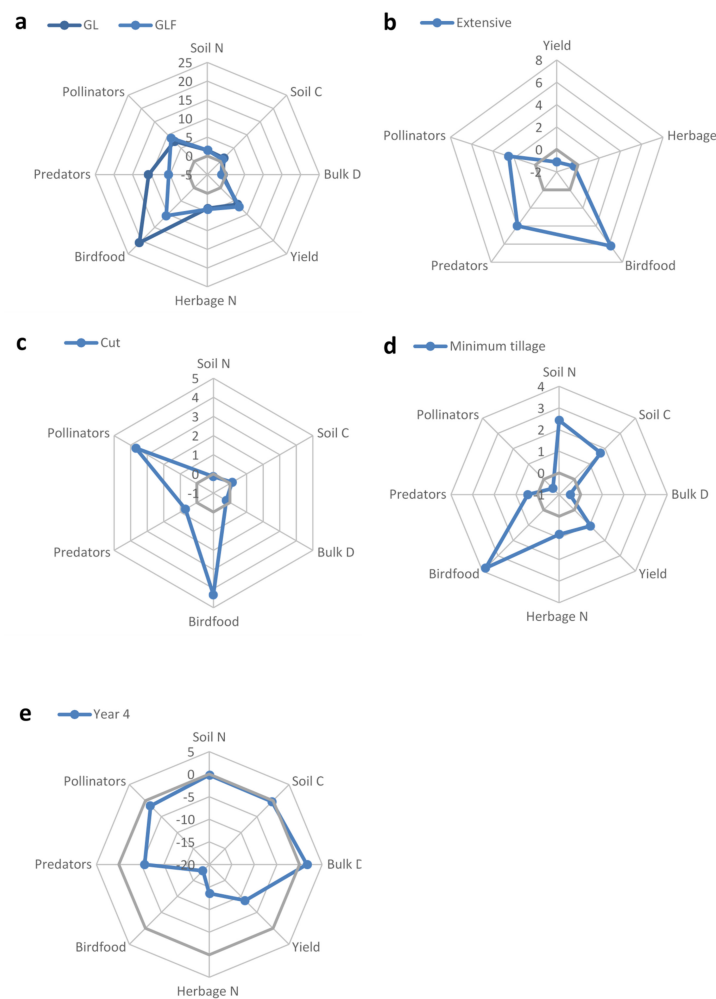 a
GL GLF
Soil N
25
20
15
10
5
0
-5
Soil C
Bulk D
Yield
Herbage N
Birdfood
Predators
Pollinators
b
Extensive
Yield
8
6
4
2
0
-2
Herbage
Birdfood
Predators
Pollinators
c
Cut
Soil N
5
4
3
2
1
0
-1
Soil C
Bulk D
Birdfood
Predators
Pollinators
d
Minimum tillage
Soil N
4
3
2
1
0
-1
Soil C
Bulk D
Yield
Herbage N
Birdfood
Predators
Pollinators
e
Year 4
Soil N
5
0
-5
-10
-15
-20
Soil C
Bulk D
Yield
Herbage N
Birdfood
Predators
Pollinators